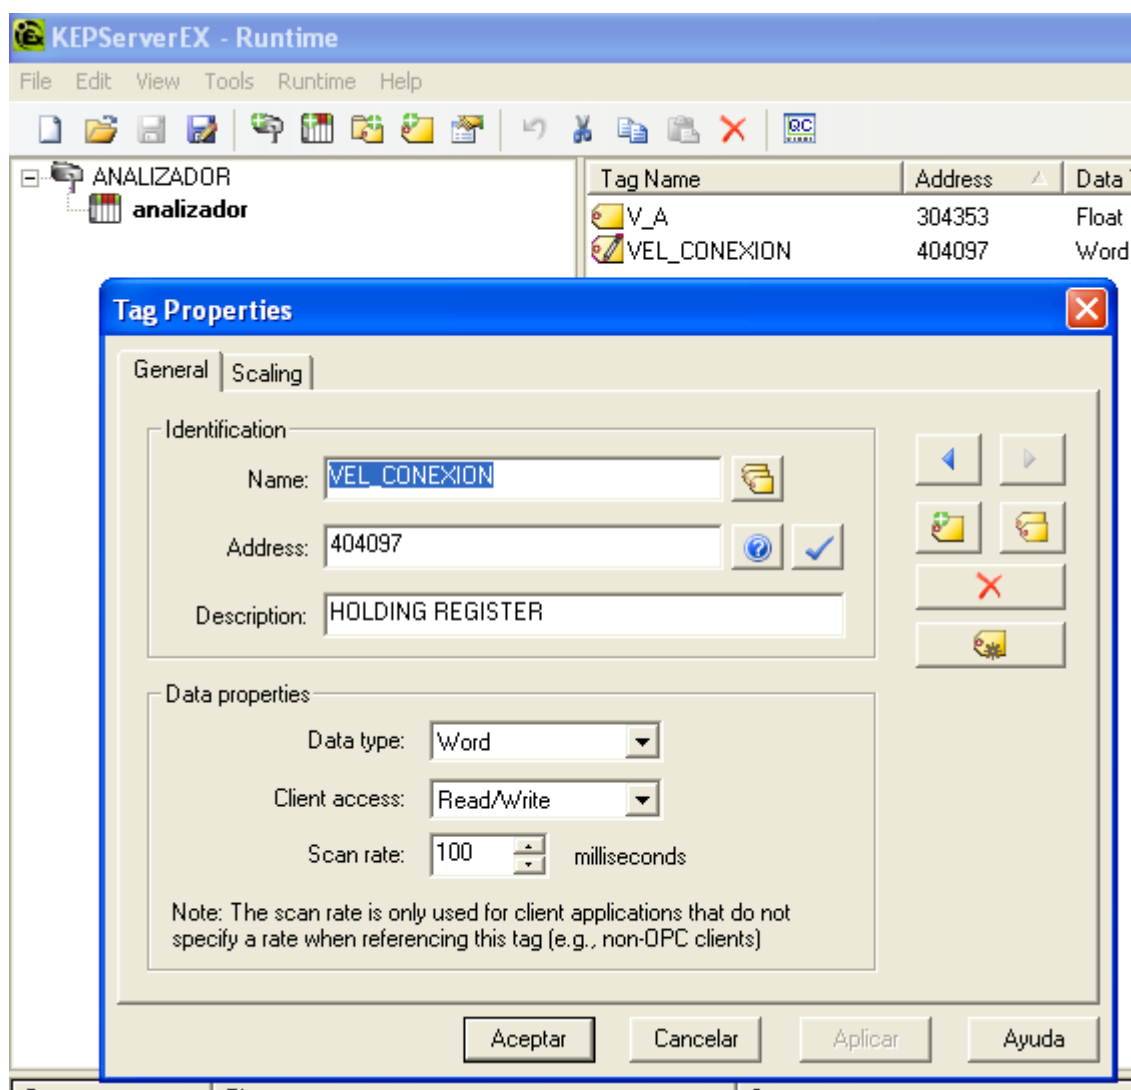 KEPServerEX - Runtime
File Edit View Tools Runtime Help
QC
ANALIZADOR
analizador
Tag Name Address Data
V_A 304353 Float
VEL_CONEXION 404097 Word
Tag Properties
General Scaling
Identification
Name: VEL_CONEXION
Address: 404097
Description: HOLDING REGISTER
Data properties
Data type: Word
Client access: Read/Write
Scan rate: 100 milliseconds
Note: The scan rate is only used for client applications that do not
specify a rate when referencing this tag (e.g., non-OPC clients)
Aceptar Cancelar Aplicar Ayuda